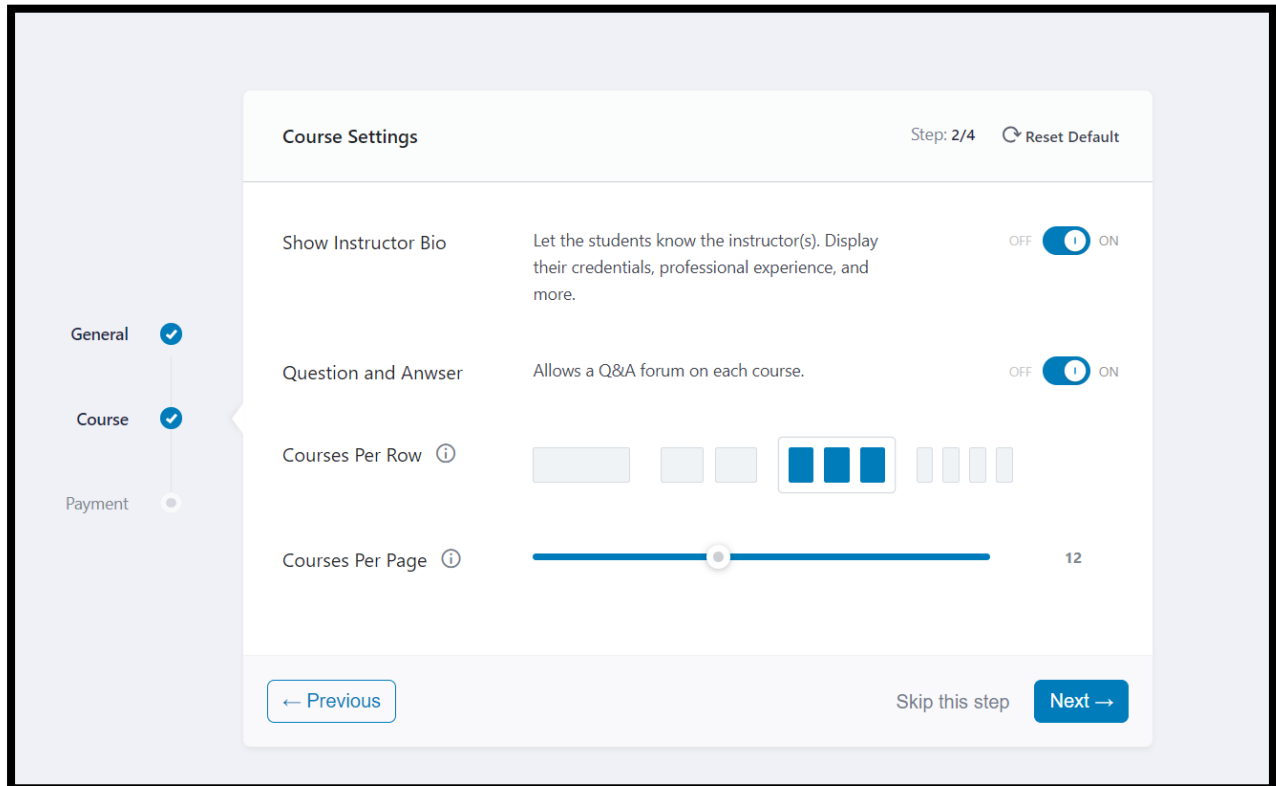 Course Settings
Step: 2/4
Reset Default
Show Instructor Bio
Let the students know the instructor(s). Display
their credentials, professional experience, and
more.
OFF
ON
General
Question and Anwser
Allows a Q&A forum on each course.
OFF
ON
Course
Courses Per Row
Payment
Courses Per Page
12
← Previous
Skip this step
Next →